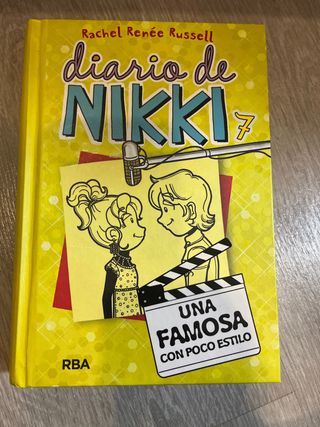 Rachel Renée Russell
diario de
NIKKI 7
UNA
FAMOSA
CON POCO ESTILO
RBA